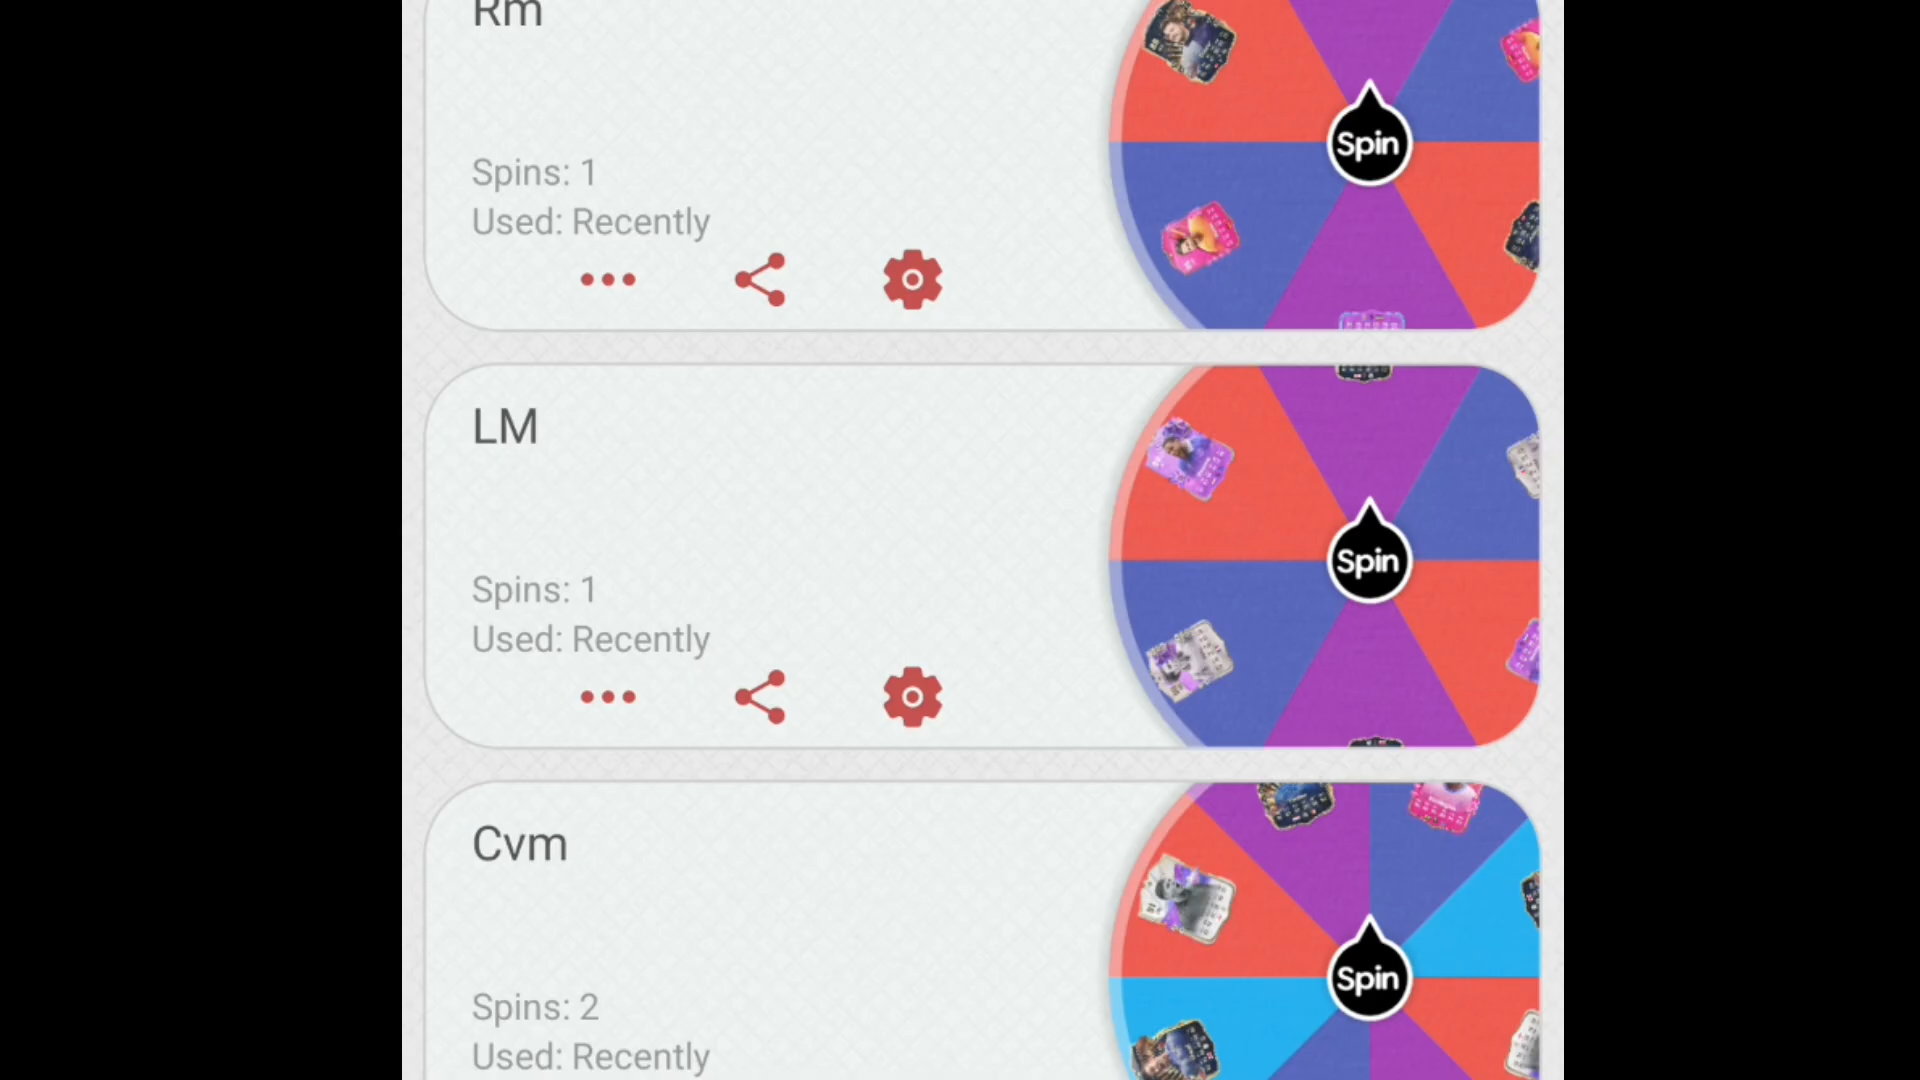 Rm
Spin
Spins: 1
Used: Recently
LM
Spin
Spins: 1
Used: Recently
Cvm
Spin
Spins: 2
Used: Recently